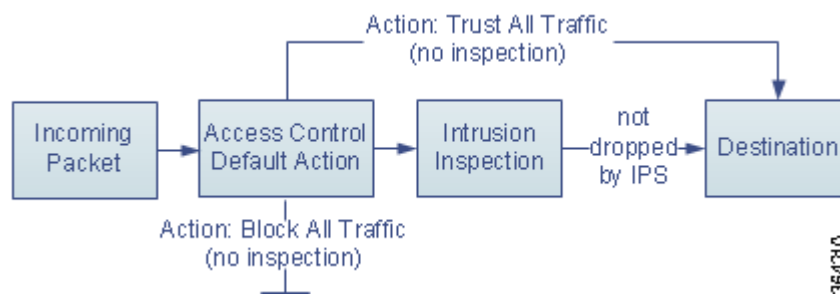 Action: Trust All Traffic
(no inspection)
Incoming
Packet
Access Control
Default Action
Intrusion
Inspection
not
dropped
by IPS
Destination
Action: Block All Traffic
(no inspection)